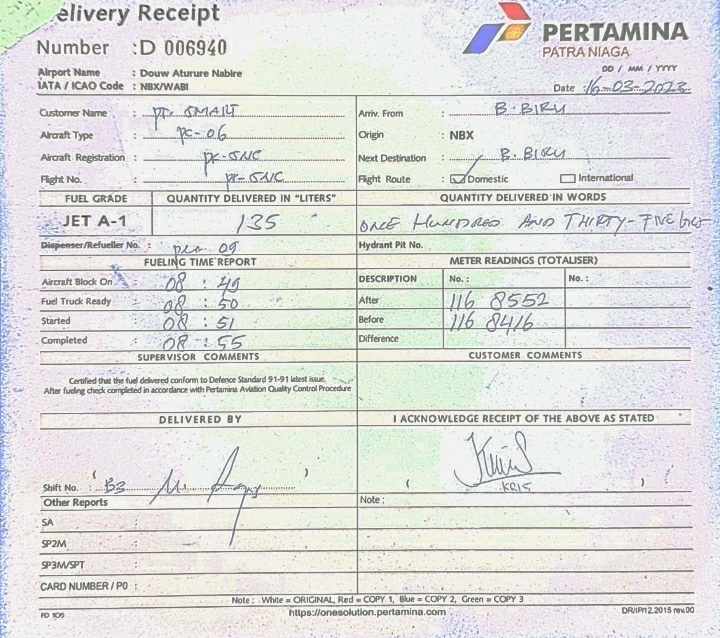 elivery Receipt
Number : D 006940
PERTAMINA
PATRA NIAGA
Airport Name : Douw Aturure Nabire
IATA / ICAO Code : NBX/WABI
DD / MM / YYYY
Date : 16-03-2023
Customer Name : PT. SMART
Arriv. From : B. BIRU
Aircraft Type : PC-06
Origin : NBX
Aircraft Registration : PK-SNC
Next Destination : B. BIRU
Flight No. : PK-SNC
Flight Route : Domestic International
FUEL GRADE QUANTITY DELIVERED IN "LITERS" QUANTITY DELIVERED IN WORDS
JET A-1 135 ONE HUNDRED AND THIRTY-FIVE
Dispenser/Refueller No. : 09
Hydrant Pit No.
FUELING TIME REPORT METER READINGS (TOTALISER)
Aircraft Block On 08 : 49
DESCRIPTION No. : No. :
Fuel Truck Ready 08 : 50
After 116 8552
Started 08 : 51
Before 116 8416
Completed 08 : 55
Difference
SUPERVISOR COMMENTS CUSTOMER COMMENTS
Certified that the fuel delivered conform to Defence Standard 91-91 latest issue.
After fueling check completed in accordance with Pertamina Aviation Quality Control Procedure
DELIVERED BY I ACKNOWLEDGE RECEIPT OF THE ABOVE AS STATED
Shift No. : B3 ( ) ( KRIS )
Other Reports Note :
SA
SP2M
SP3M/SPT
CARD NUMBER / PO :
Note : White = ORIGINAL, Red = COPY 1, Blue = COPY 2, Green = COPY 3
FD 105 https://onesolution.pertamina.com DR/IP/12.2015 rev.00